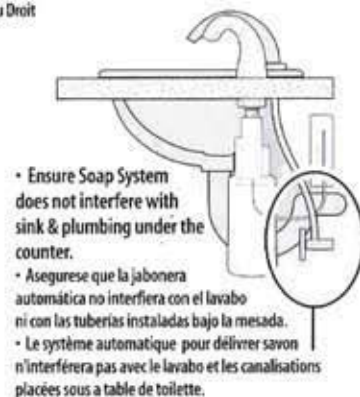 u Droit
• Ensure Soap System
does not interfere with
sink & plumbing under the
counter.
• Asegurese que la jabonera
automática no interfiera con el lavabo
ni con las tuberías instaladas bajo la mesada.
• Le système automatique pour délivrer savon
n'interférera pas avec le lavabo et les canalisations
placées sous a table de toilette.